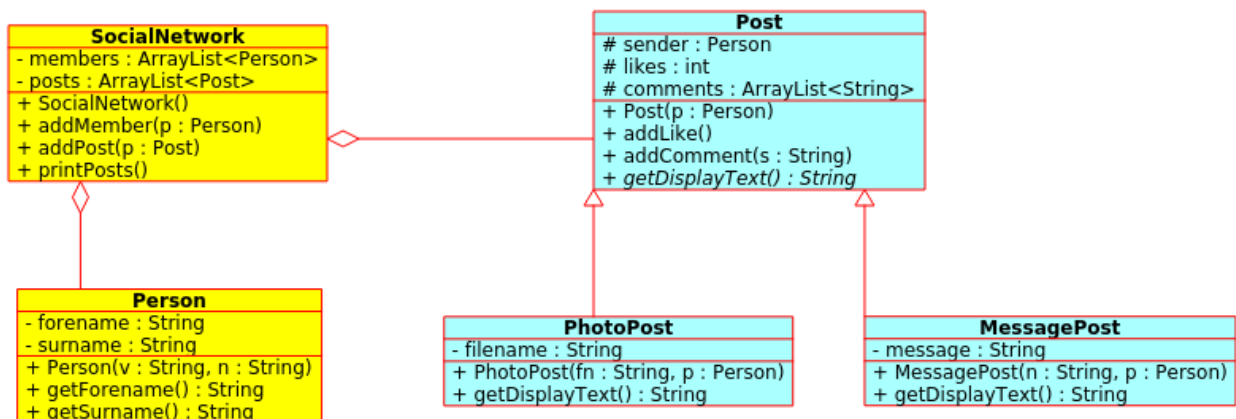 SocialNetwork
- members : ArrayList<Person>
- posts : ArrayList<Post>
+ SocialNetwork()
+ addMember(p : Person)
+ addPost(p : Post)
+ printPosts()
Post
# sender : Person
# likes : int
# comments : ArrayList<String>
+ Post(p : Person)
+ addLike()
+ addComment(s : String)
+ getDisplayText() : String
Person
- forename : String
- surname : String
+ Person(v : String, n : String)
+ getForename() : String
+ getSurname() : String
PhotoPost
- filename : String
+ PhotoPost(fn : String, p : Person)
+ getDisplayText() : String
MessagePost
- message : String
+ MessagePost(n : String, p : Person)
+ getDisplayText() : String